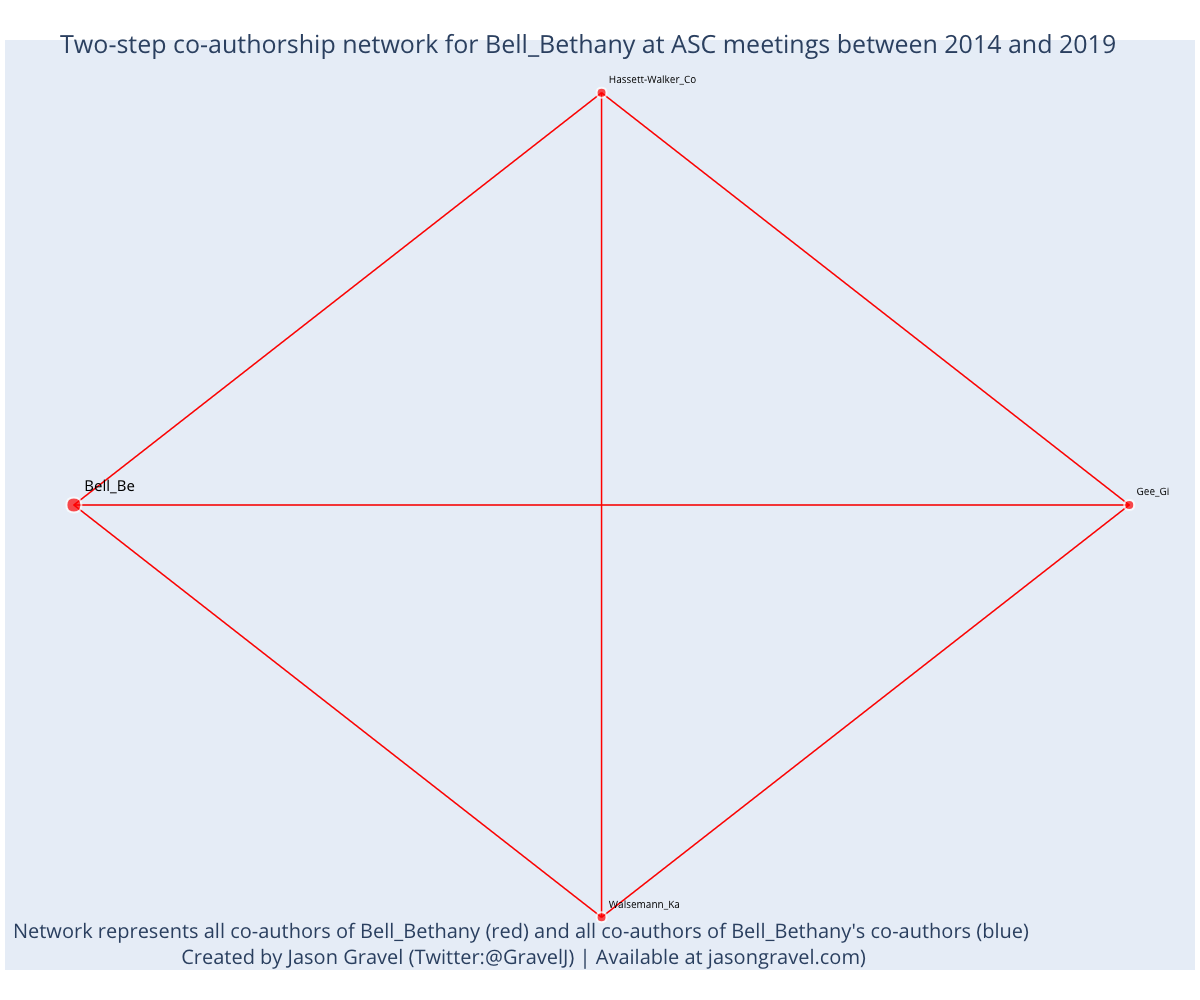 Two-step co-authorship network for Bell_Bethany at ASC meetings between 2014 and 2019
Hassett-Walker_Co
Bell_Be
Gee_Gi
Walsemann_Ka
Network represents all co-authors of Bell_Bethany (red) and all co-authors of Bell_Bethany's co-authors (blue)
Created by Jason Gravel (Twitter:@GravelJ) | Available at jasongravel.com)